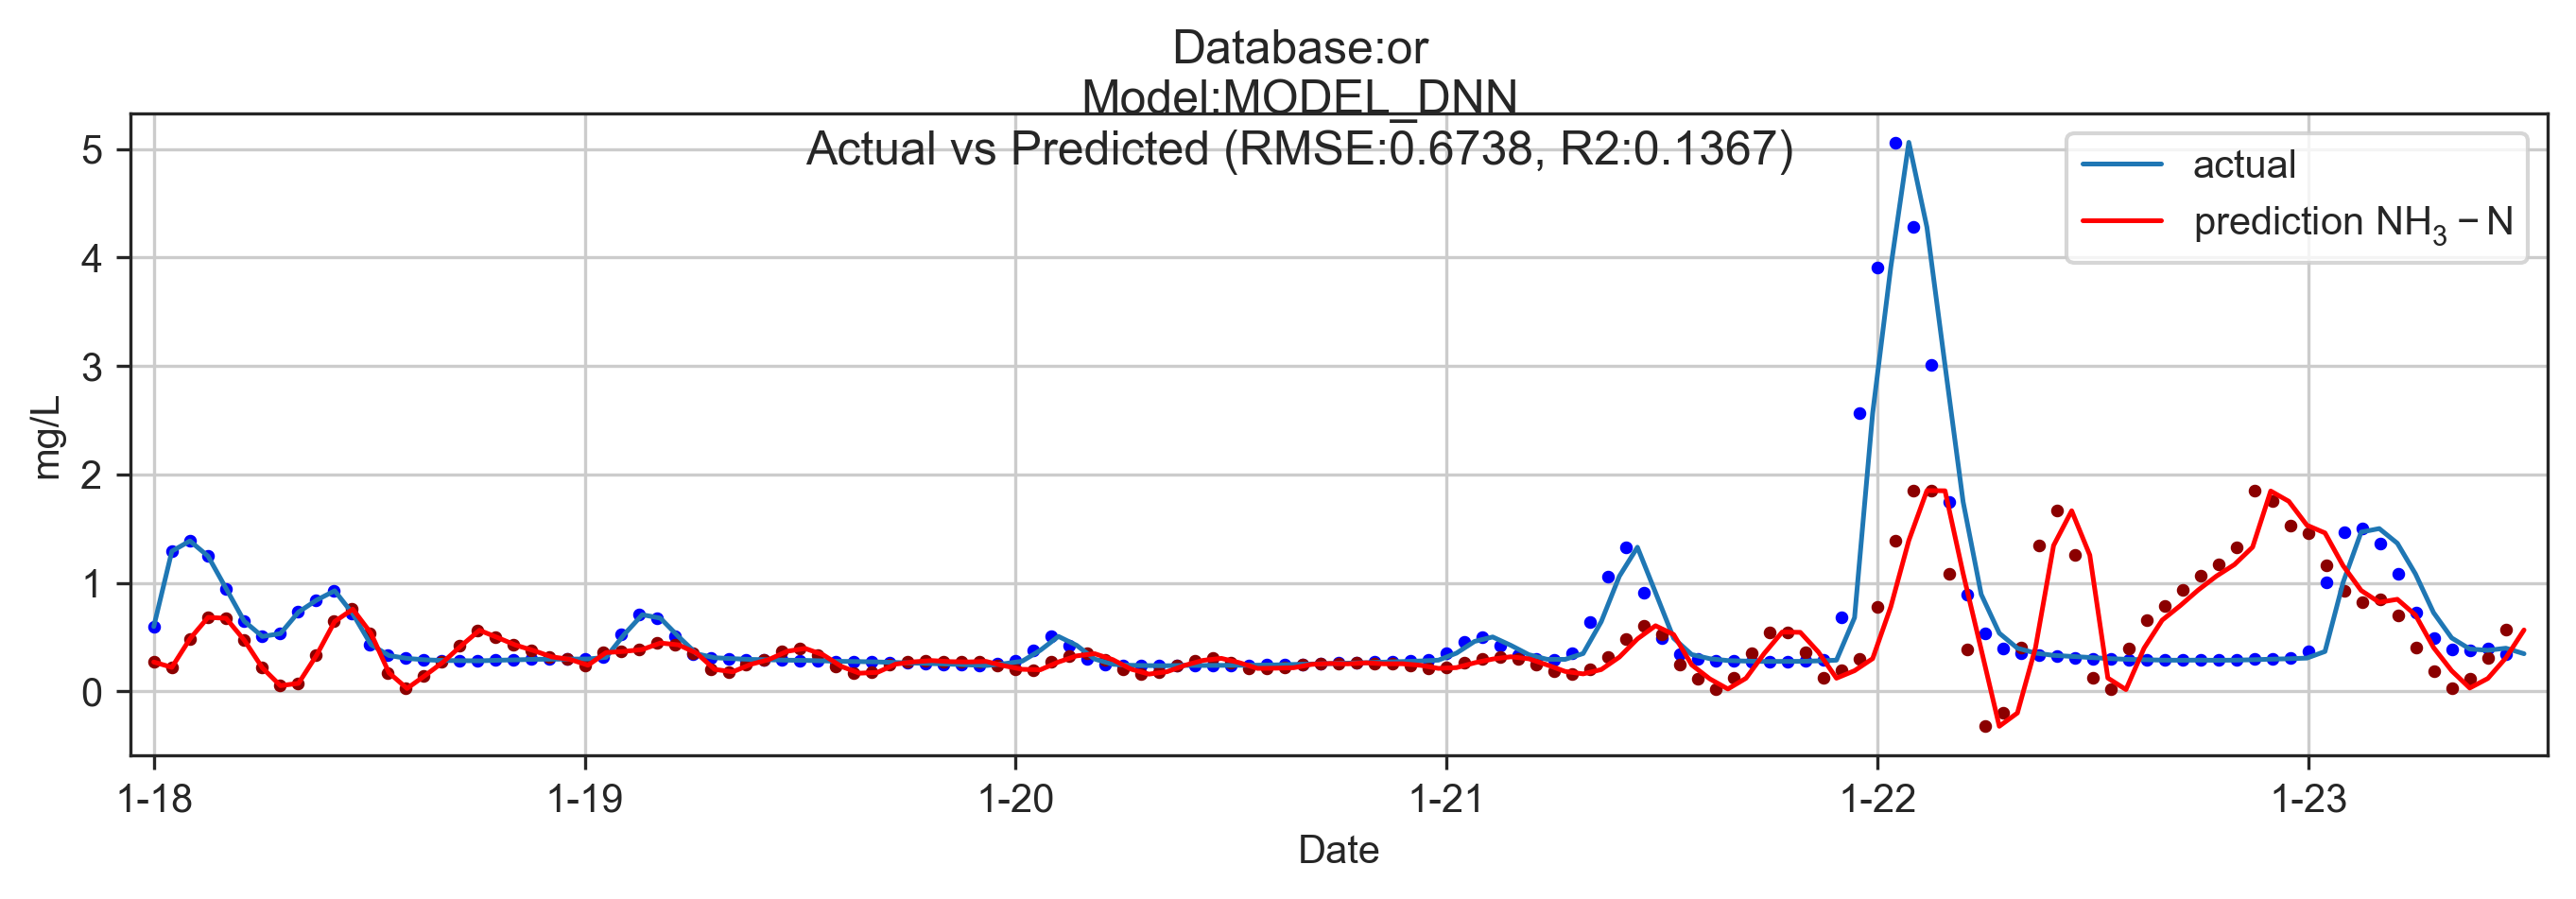 Database:or
Model:MODEL_DNN
Actual vs Predicted (RMSE:0.6738, R2:0.1367)
actual
prediction NH₃ − N
5
4
3
2
1
0
mg/L
1-18 1-19 1-20 1-21 1-22 1-23
Date